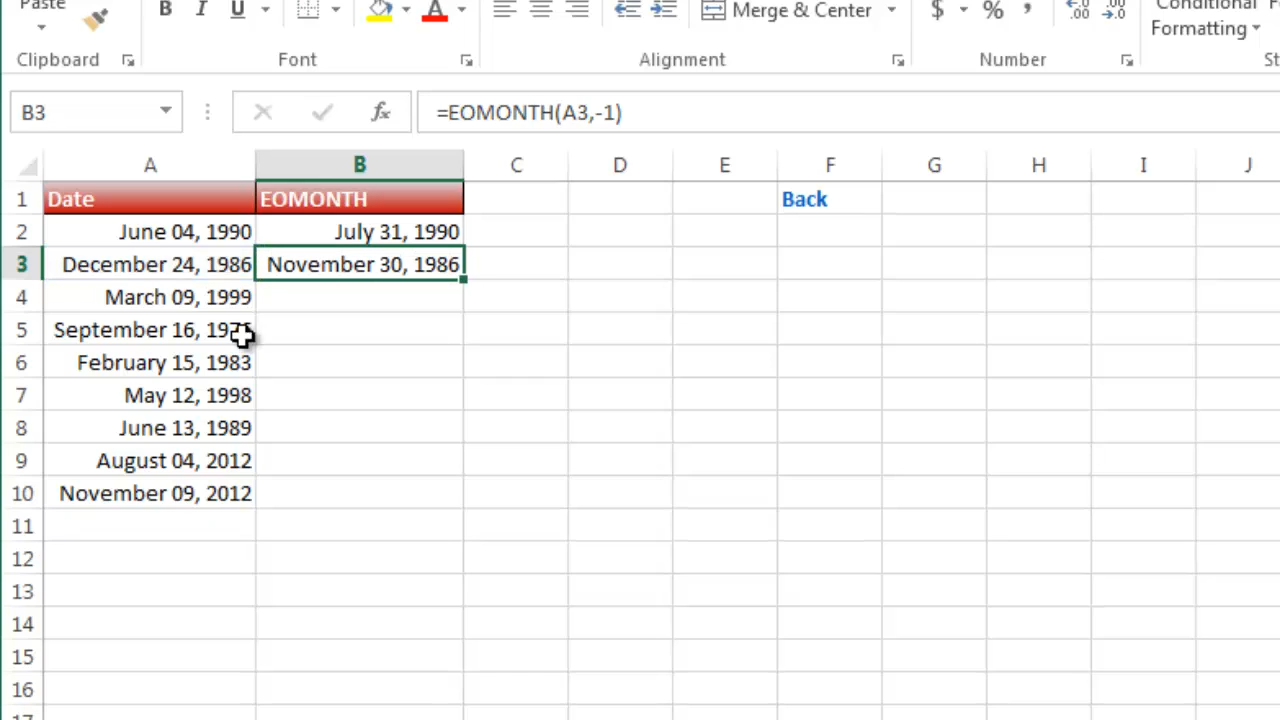 Paste
B I U A
Merge & Center
$ % ,
.00
.00
Conditional
Formatting
Clipboard
Font
Alignment
Number
B3
fx
=EOMONTH(A3,-1)
A B C D E F G H I J
1 Date EOMONTH Back
2 June 04, 1990 July 31, 1990
3 December 24, 1986 November 30, 1986
4 March 09, 1999
5 September 16,
6 February 15, 1983
7 May 12, 1998
8 June 13, 1989
9 August 04, 2012
10 November 09, 2012
11
12
13
14
15
16
17